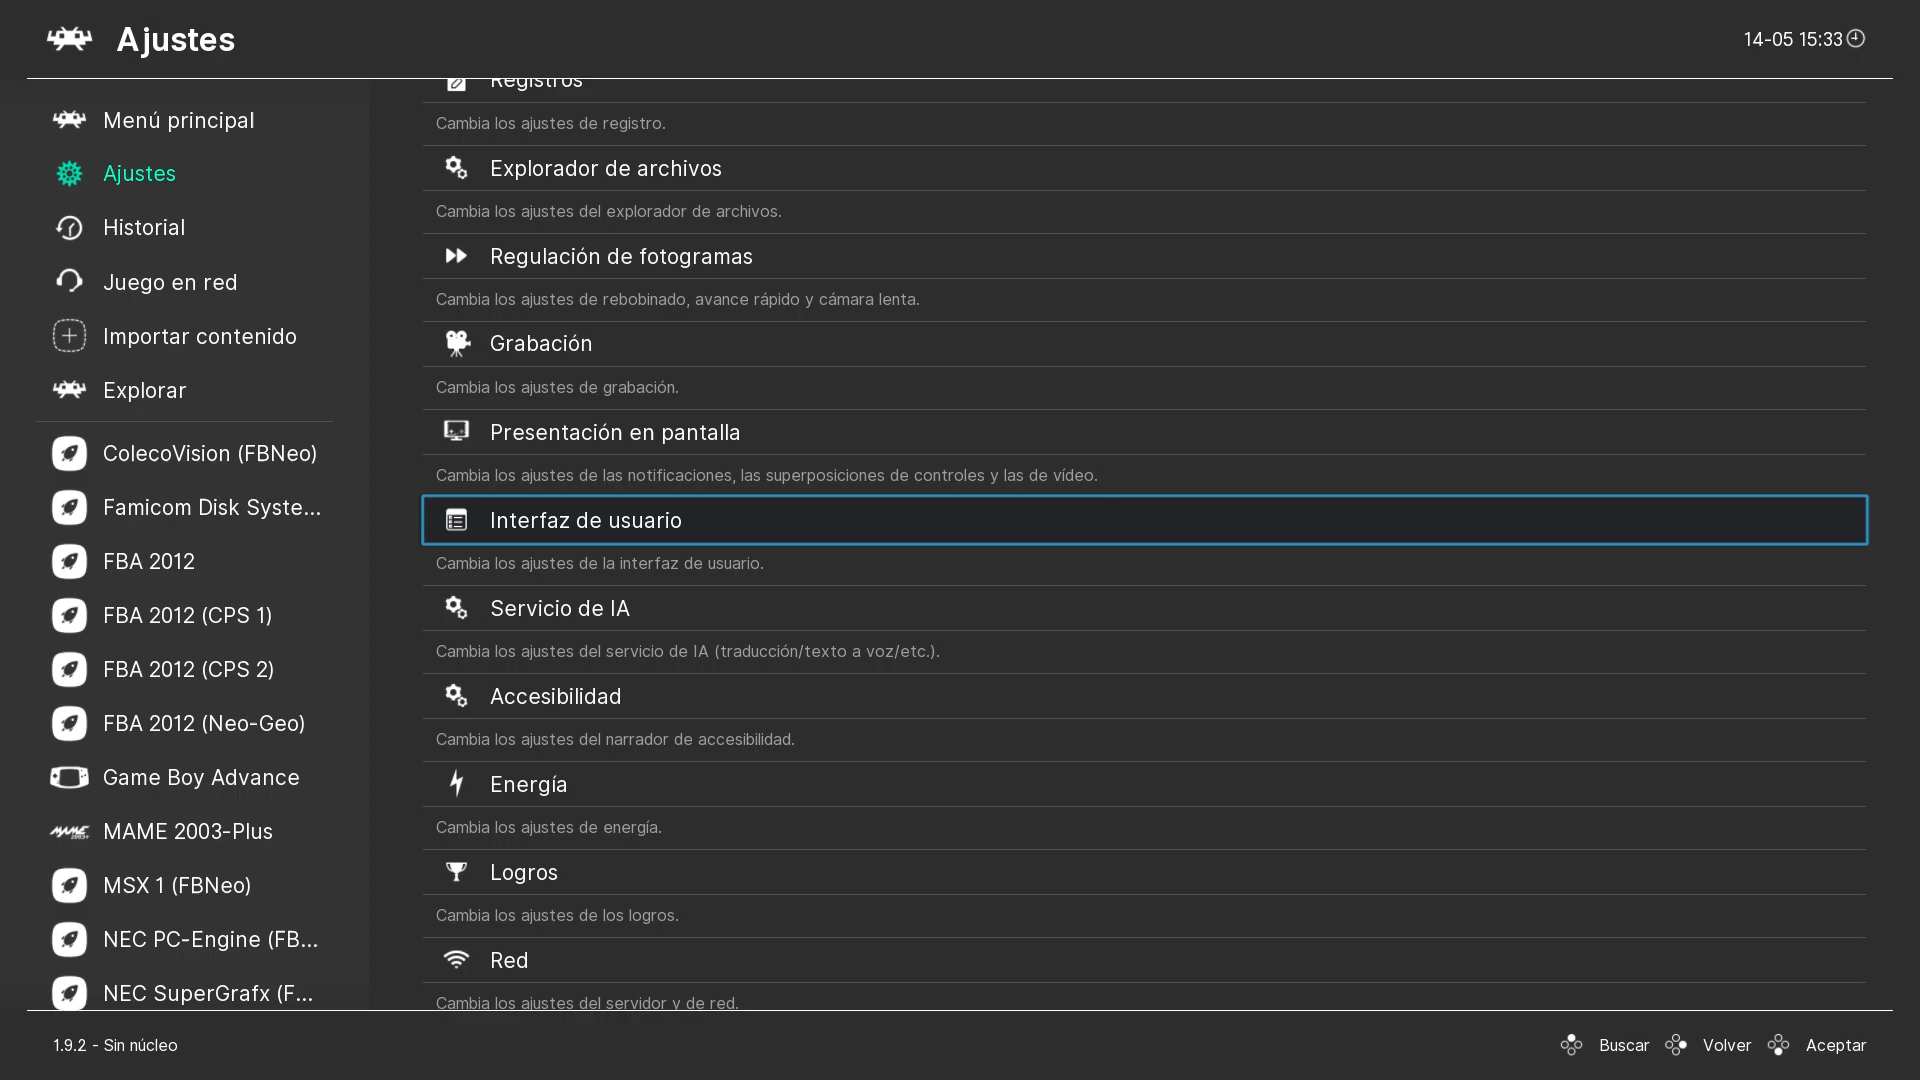 Ajustes
14-05 15:33
Menú principal
Ajustes
Historial
Juego en red
Importar contenido
Explorar
ColecoVision (FBNeo)
Famicom Disk Syste...
FBA 2012
FBA 2012 (CPS 1)
FBA 2012 (CPS 2)
FBA 2012 (Neo-Geo)
Game Boy Advance
MAME 2003-Plus
MSX 1 (FBNeo)
NEC PC-Engine (FB...
NEC SuperGrafx (F...
Registros
Cambia los ajustes de registro.
Explorador de archivos
Cambia los ajustes del explorador de archivos.
Regulación de fotogramas
Cambia los ajustes de rebobinado, avance rápido y cámara lenta.
Grabación
Cambia los ajustes de grabación.
Presentación en pantalla
Cambia los ajustes de las notificaciones, las superposiciones de controles y las de vídeo.
Interfaz de usuario
Cambia los ajustes de la interfaz de usuario.
Servicio de IA
Cambia los ajustes del servicio de IA (traducción/texto a voz/etc.).
Accesibilidad
Cambia los ajustes del narrador de accesibilidad.
Energía
Cambia los ajustes de energía.
Logros
Cambia los ajustes de los logros.
Red
Cambia los ajustes del servidor y de red.
1.9.2 - Sin núcleo
Buscar
Volver
Aceptar